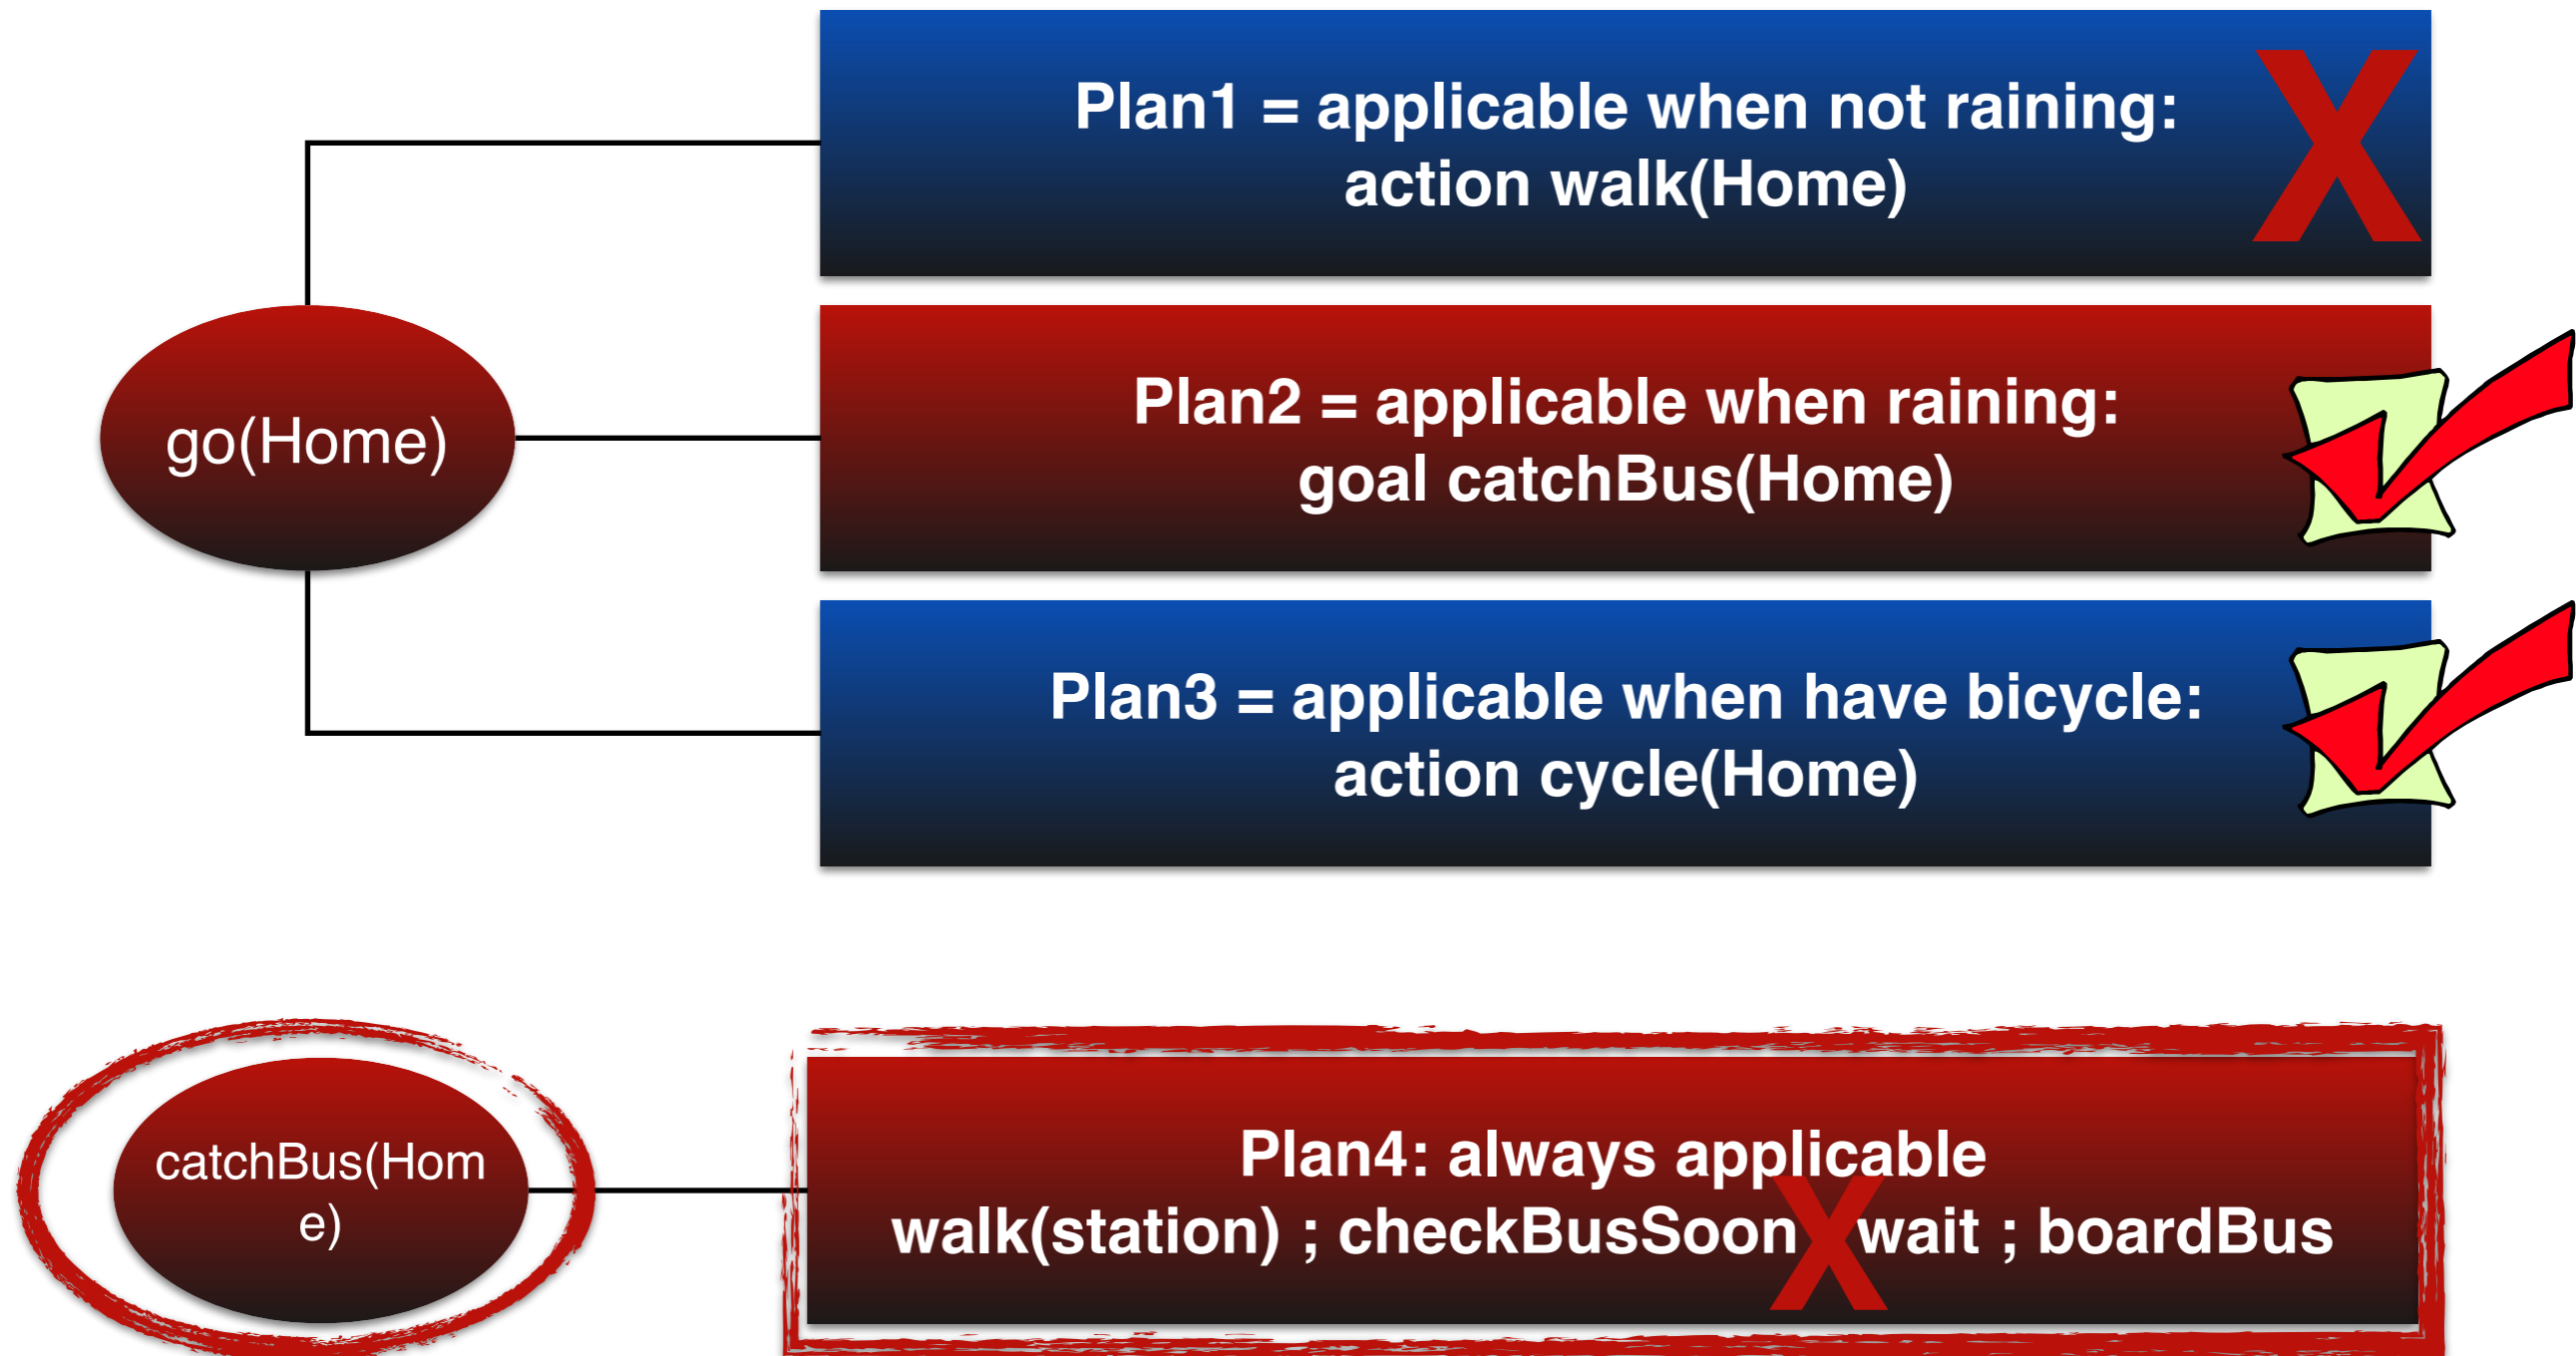 Plan1 = applicable when not raining:
action walk(Home)
X
go(Home)
Plan2 = applicable when raining:
goal catchBus(Home)
Plan3 = applicable when have bicycle:
action cycle(Home)
catchBus(Hom
e)
Plan4: always applicable
walk(station) ; checkBusSoon X wait ; boardBus